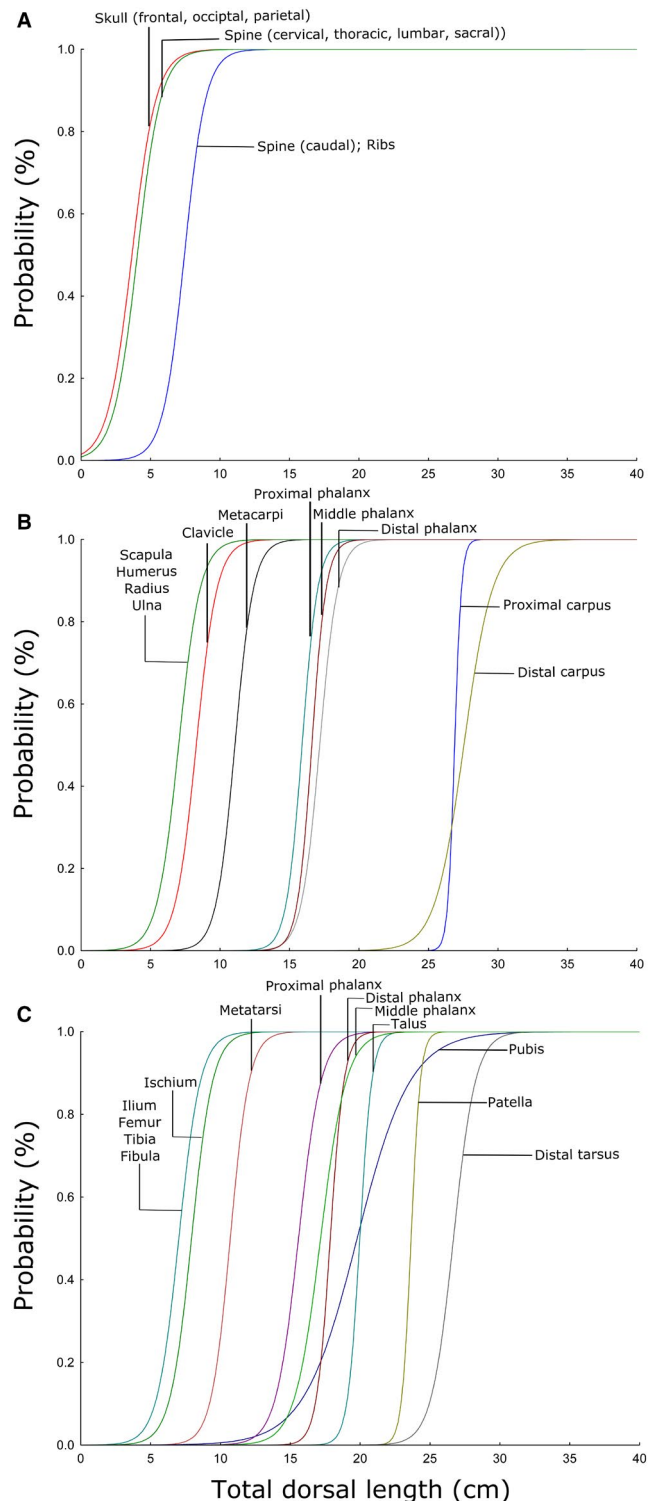 A
Skull (frontal, occiptal, parietal)
Spine (cervical, thoracic, lumbar, sacral))
Spine (caudal); Ribs
Probability (%)
1.0
0.8
0.6
0.4
0.2
0.0
0 5 10 15 20 25 30 35 40
B
Proximal phalanx
Metacarpi
Middle phalanx
Clavicle
Distal phalanx
Scapula
Humerus
Radius
Ulna
Proximal carpus
Distal carpus
Probability (%)
1.0
0.8
0.6
0.4
0.2
0.0
0 5 10 15 20 25 30 35 40
C
Proximal phalanx
Distal phalanx
Metatarsi
Middle phalanx
Talus
Pubis
Ischium
Ilium
Femur
Tibia
Fibula
Patella
Distal tarsus
Probability (%)
1.0
0.8
0.6
0.4
0.2
0.0
0 5 10 15 20 25 30 35 40
Total dorsal length (cm)